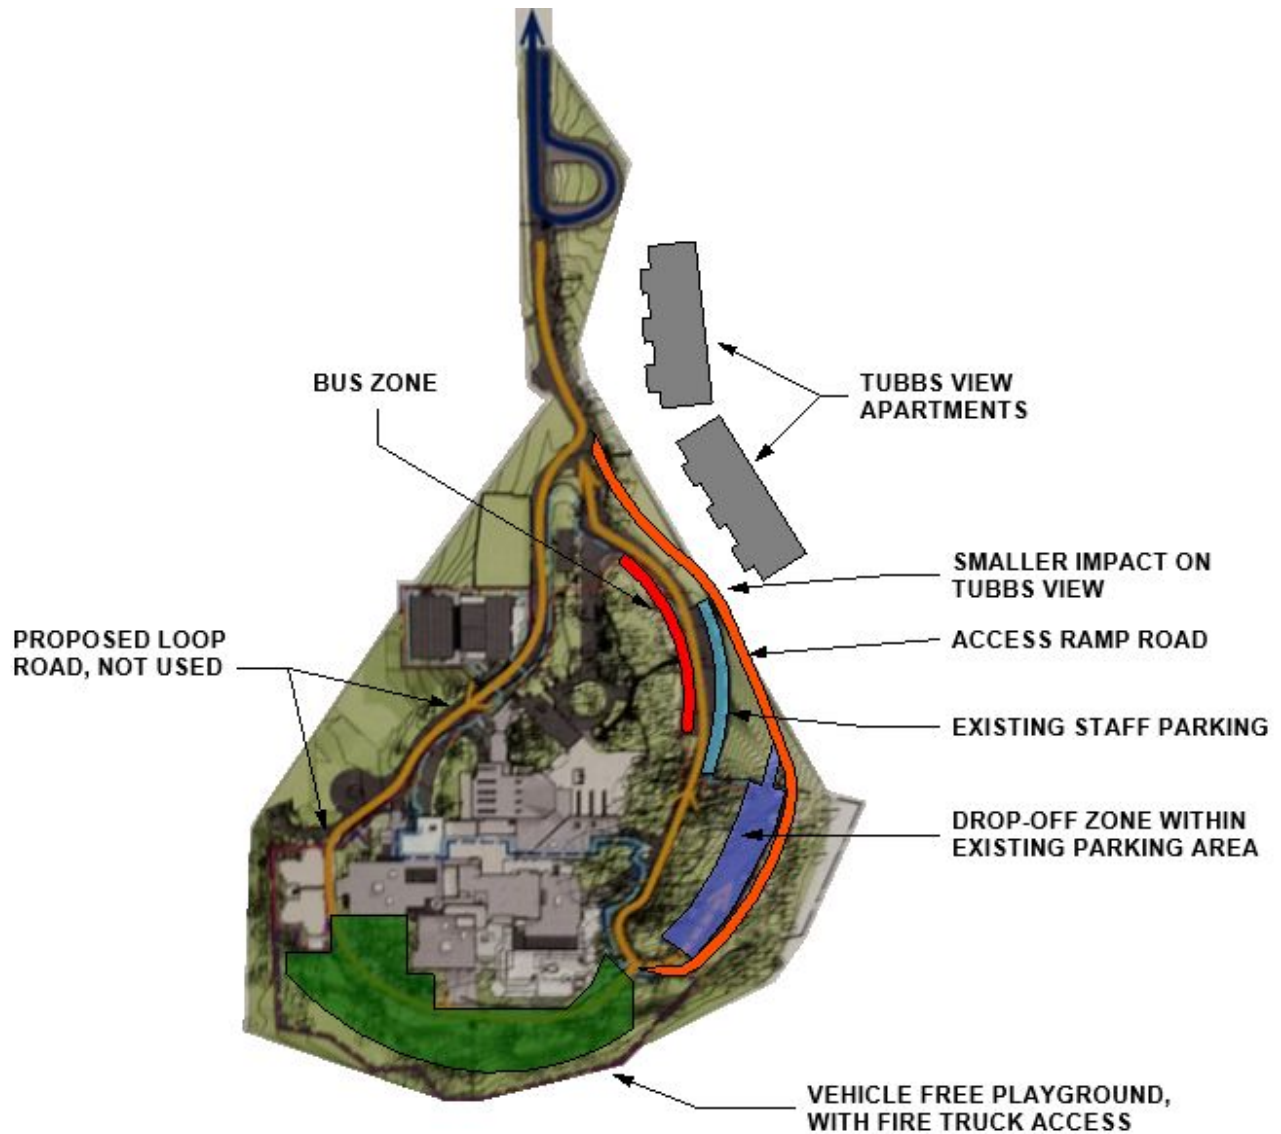 BUS ZONE
TUBBS VIEW
APARTMENTS
SMALLER IMPACT ON
TUBBS VIEW
PROPOSED LOOP
ROAD, NOT USED
ACCESS RAMP ROAD
EXISTING STAFF PARKING
DROP-OFF ZONE WITHIN
EXISTING PARKING AREA
VEHICLE FREE PLAYGROUND,
WITH FIRE TRUCK ACCESS